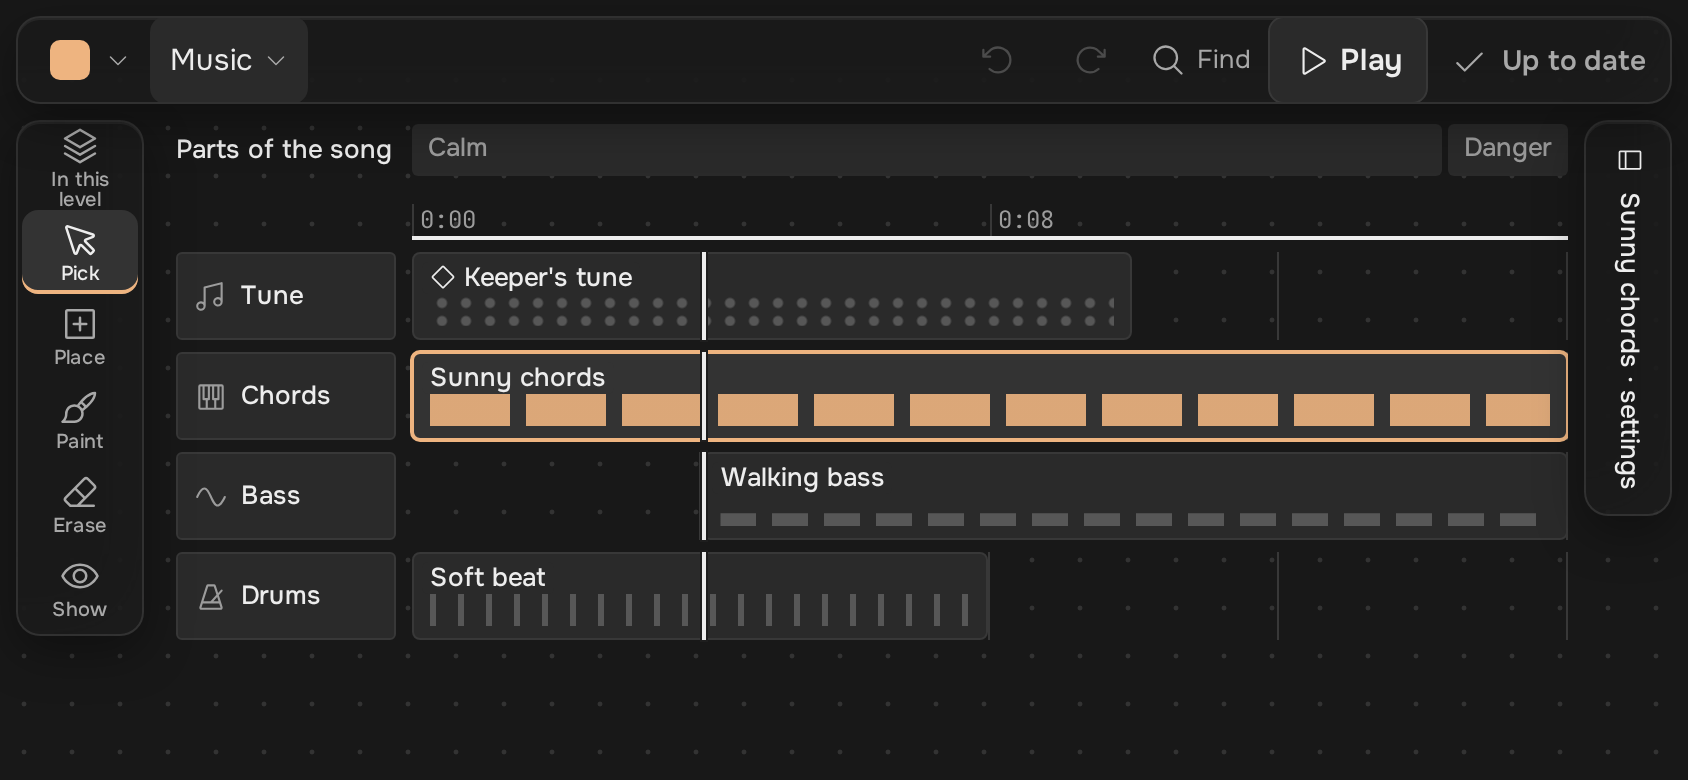 Music
Find
Play
Up to date
In this
level
Pick
Place
Paint
Erase
Show
Parts of the song
Calm
Danger
0:00
0:08
Tune
Keeper's tune
Chords
Sunny chords
Bass
Walking bass
Drums
Soft beat
Sunny chords · settings